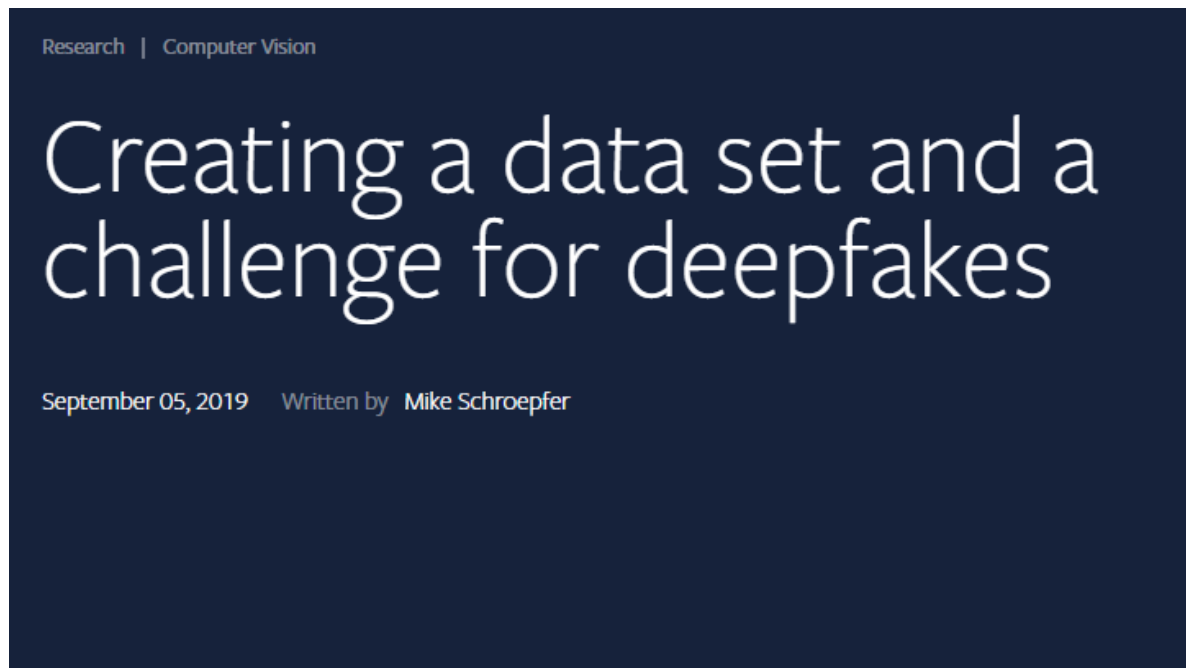 Research | Computer Vision
Creating a data set and a
challenge for deepfakes
September 05, 2019 Written by Mike Schroepfer